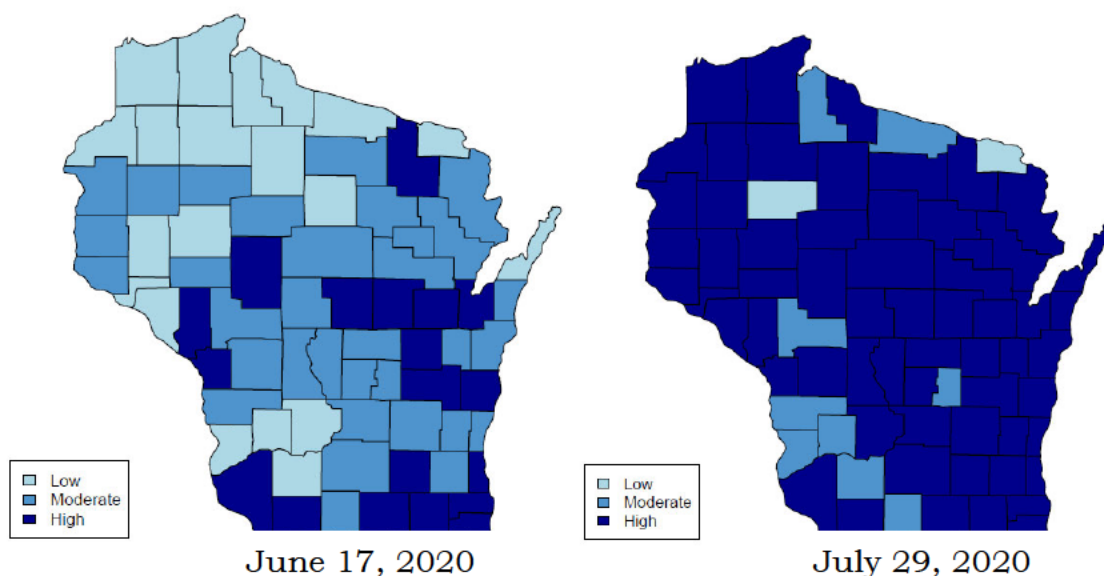 Low
Moderate
High
June 17, 2020
Low
Moderate
High
July 29, 2020